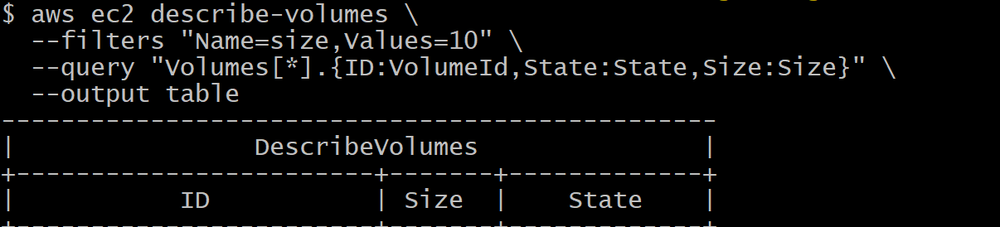 $ aws ec2 describe-volumes \
  --filters "Name=size,Values=10" \
  --query "Volumes[*].{ID:VolumeId,State:State,Size:Size}" \
  --output table
------------------------------------------------
|                DescribeVolumes               |
+------------------------+-------+-------------+
|           ID           | Size  |    State    |
+------------------------+-------+-------------+